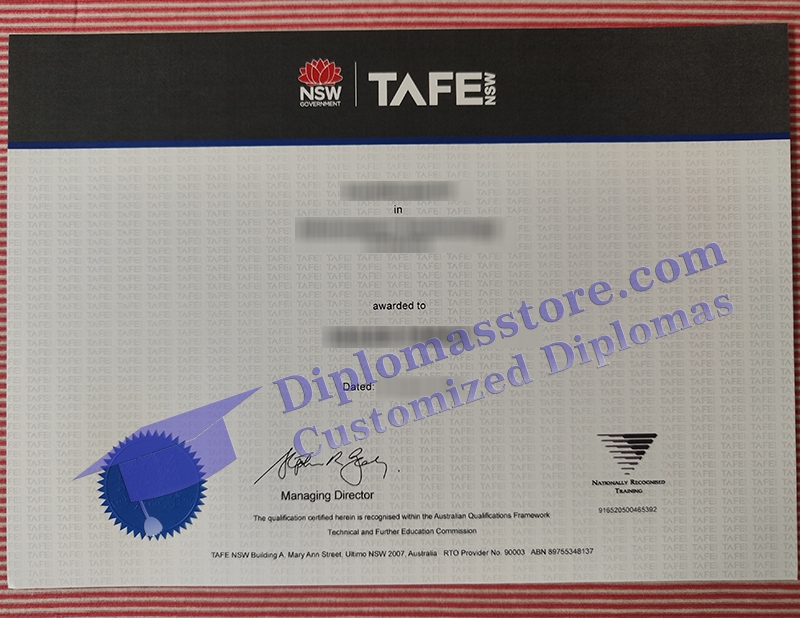 NSW
GOVERNMENT
TAFE NSW
in
awarded to
Dated:
Diplomasstore.com
Customized Diplomas
Managing Director
NATIONALLY RECOGNISED
TRAINING
916520500465392
The qualification certified herein is recognised within the Australian Qualifications Framework
Technical and Further Education Commission
TAFE NSW Building A, Mary Ann Street, Ultimo NSW 2007, Australia RTO Provider No. 90003 ABN 89755348137